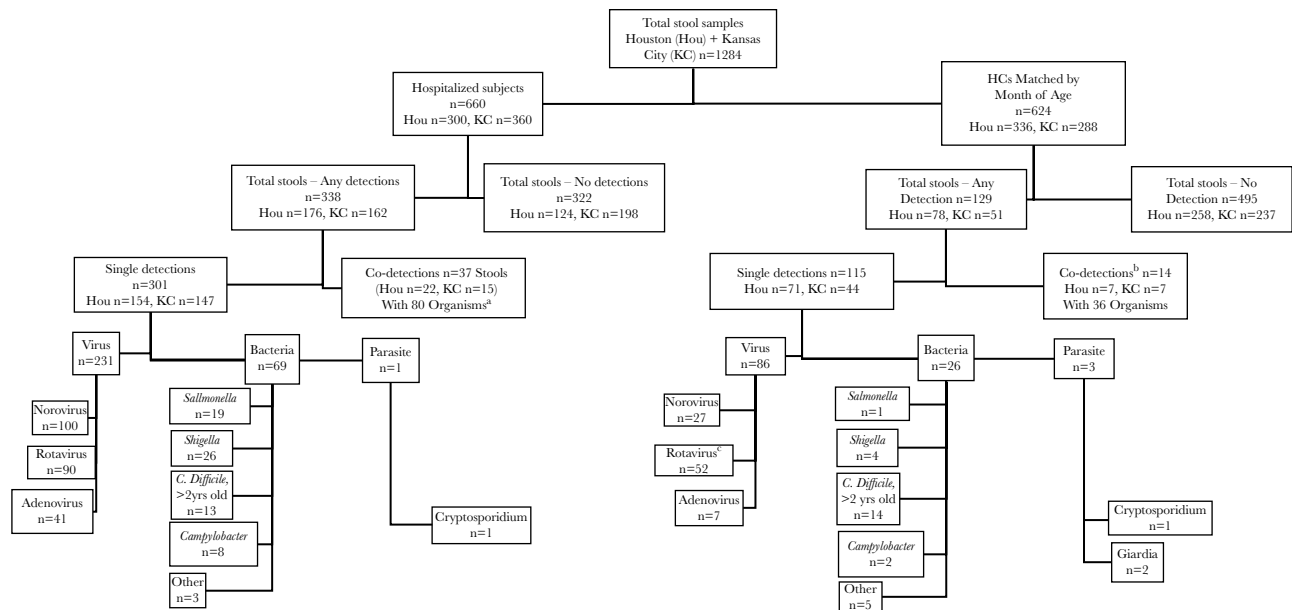 Total stool samples
Houston (Hou) + Kansas
City (KC) n=1284
Hospitalized subjects
n=660
Hou n=300, KC n=360
HCs Matched by
Month of Age
n=624
Hou n=336, KC n=288
Total stools – Any detections
n=338
Hou n=176, KC n=162
Total stools – No detections
n=322
Hou n=124, KC n=198
Total stools – Any
Detection n=129
Hou n=78, KC n=51
Total stools – No
Detection n=495
Hou n=258, KC n=237
Single detections
n=301
Hou n=154, KC n=147
Co-detections n=37 Stools
(Hou n=22, KC n=15)
With 80 Organismsᵃ
Single detections n=115
Hou n=71, KC n=44
Co-detectionsᵇ n=14
Hou n=7, KC n=7
With 36 Organisms
Virus
n=231
Bacteria
n=69
Parasite
n=1
Norovirus
n=100
Rotavirus
n=90
Adenovirus
n=41
Sallmonella
n=19
Shigella
n=26
C. Difficile,
>2yrs old
n=13
Campylobacter
n=8
Other
n=3
Cryptosporidium
n=1
Virus
n=86
Bacteria
n=26
Parasite
n=3
Norovirus
n=27
Rotavirusᶜ
n=52
Adenovirus
n=7
Salmonella
n=1
Shigella
n=4
C. Difficile,
>2 yrs old
n=14
Campylobacter
n=2
Other
n=5
Cryptosporidium
n=1
Giardia
n=2